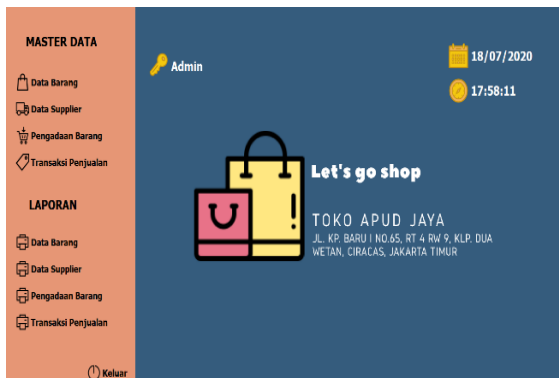 MASTER DATA
Data Barang
Data Supplier
Pengadaan Barang
Transaksi Penjualan
LAPORAN
Data Barang
Data Supplier
Pengadaan Barang
Transaksi Penjualan
Keluar
Admin
18/07/2020
17:58:11
Let's go shop
TOKO APUD JAYA
JL. KP. BARU I NO.65, RT 4 RW 9, KLP. DUA
WETAN, CIRACAS, JAKARTA TIMUR